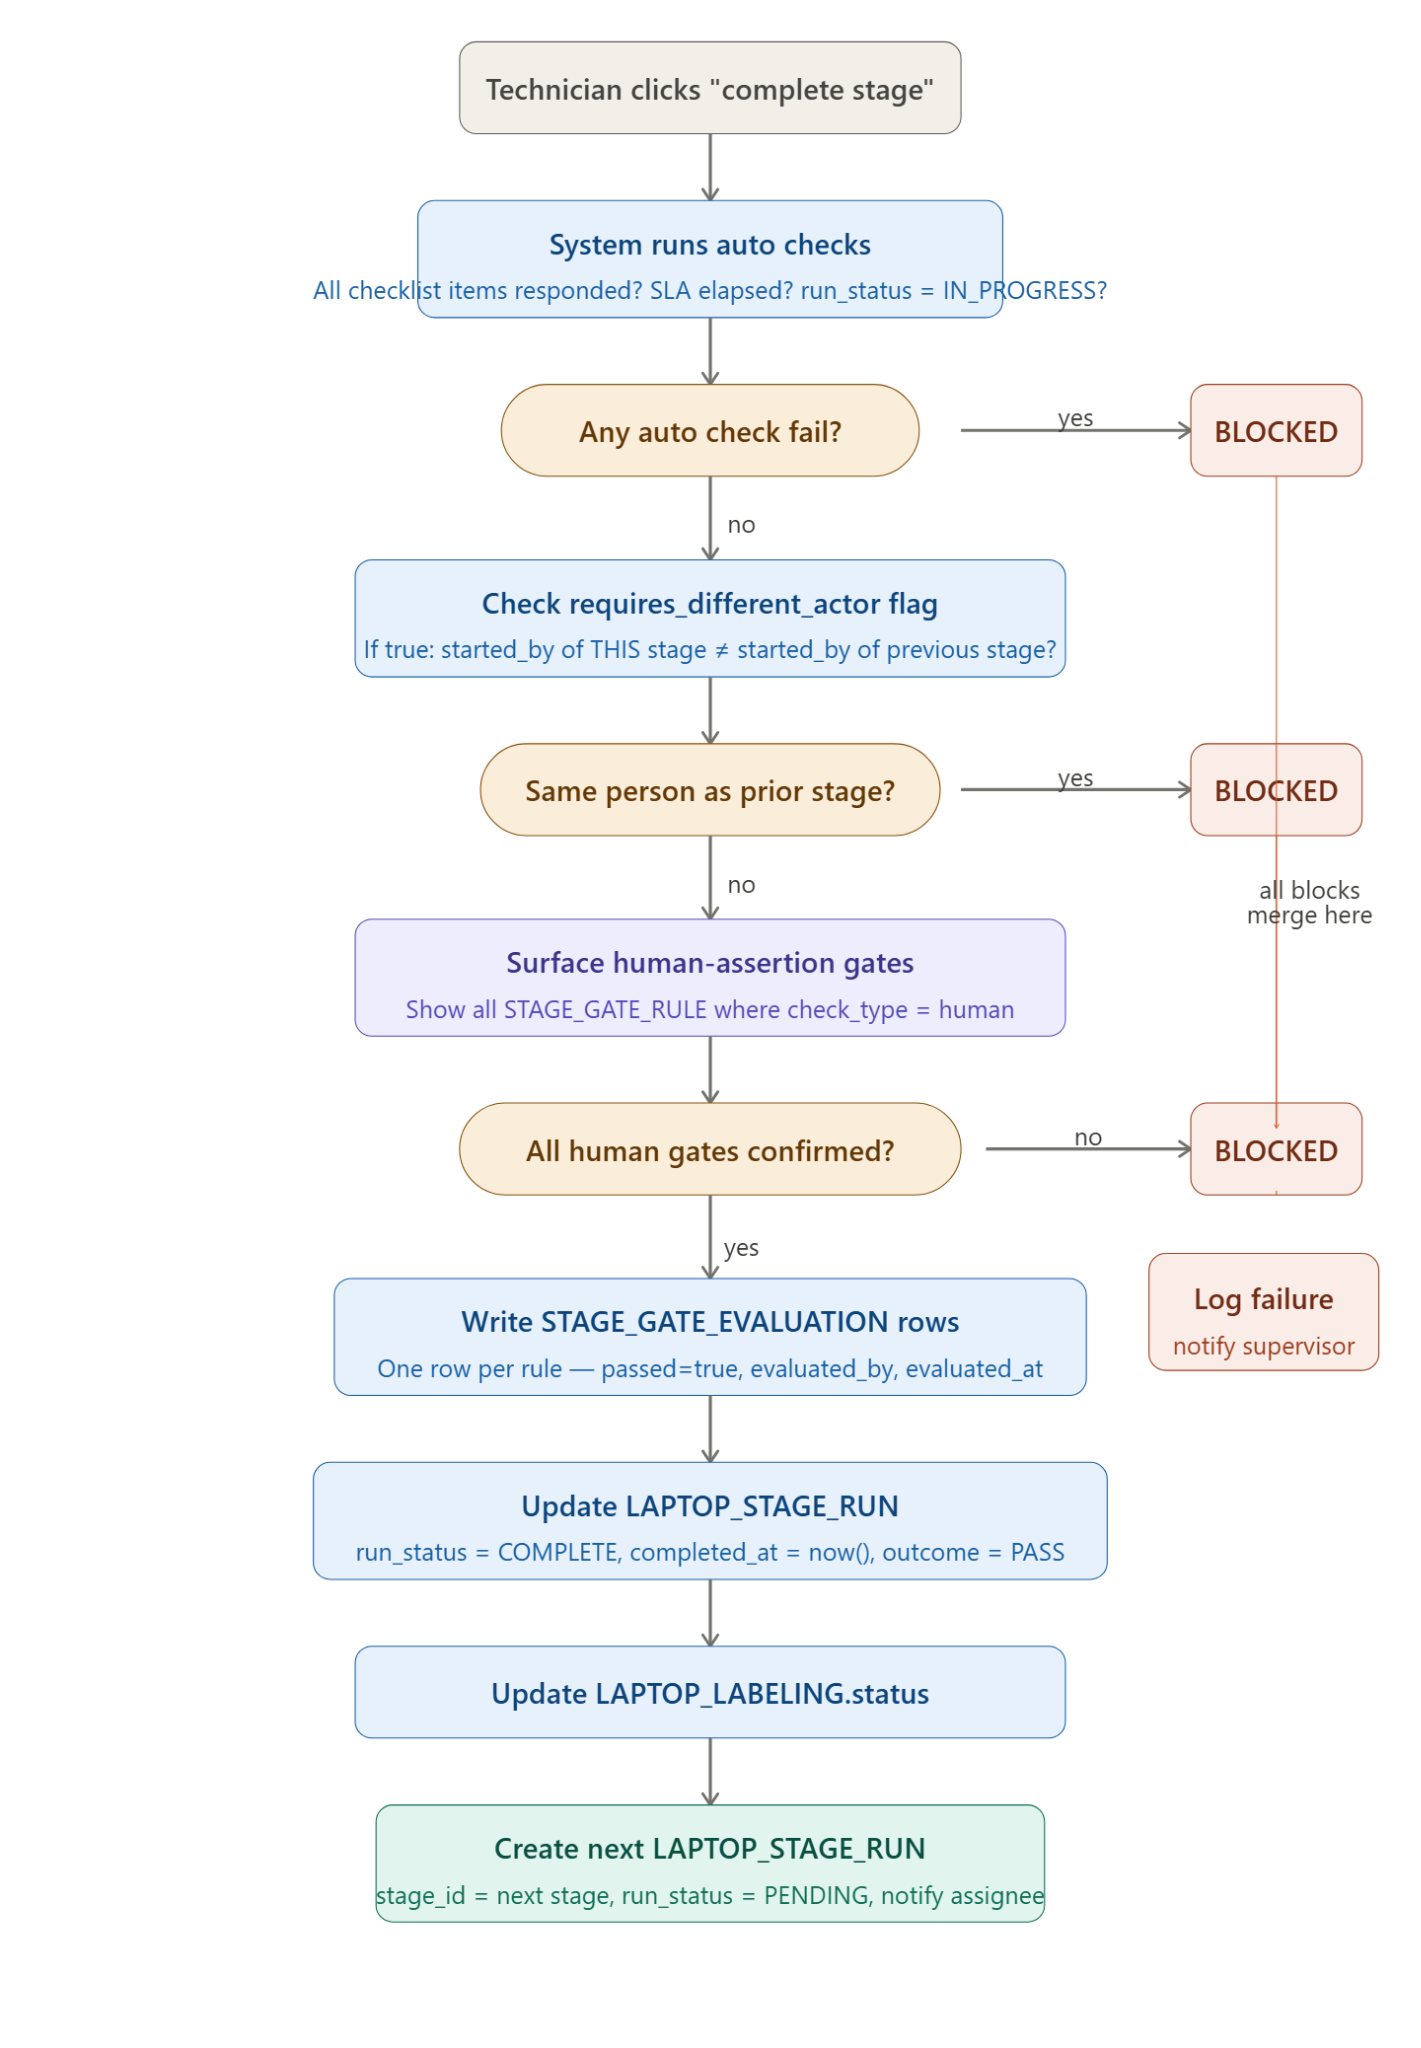 Technician clicks "complete stage"
System runs auto checks
All checklist items responded? SLA elapsed? run_status = IN_PROGRESS?
Any auto check fail?
yes
BLOCKED
no
Check requires_different_actor flag
If true: started_by of THIS stage ≠ started_by of previous stage?
Same person as prior stage?
yes
BLOCKED
no
all blocks
merge here
Surface human-assertion gates
Show all STAGE_GATE_RULE where check_type = human
All human gates confirmed?
no
BLOCKED
yes
Log failure
notify supervisor
Write STAGE_GATE_EVALUATION rows
One row per rule — passed=true, evaluated_by, evaluated_at
Update LAPTOP_STAGE_RUN
run_status = COMPLETE, completed_at = now(), outcome = PASS
Update LAPTOP_LABELING.status
Create next LAPTOP_STAGE_RUN
stage_id = next stage, run_status = PENDING, notify assignee